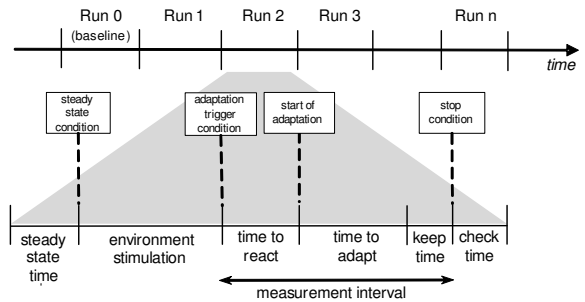 Run 0
(baseline)
Run 1
Run 2
Run 3
Run n
time
steady
state
condition
adaptation
trigger
condition
start of
adaptation
stop
condition
steady
state
time
environment
stimulation
time to
react
time to
adapt
keep
time
check
time
measurement interval